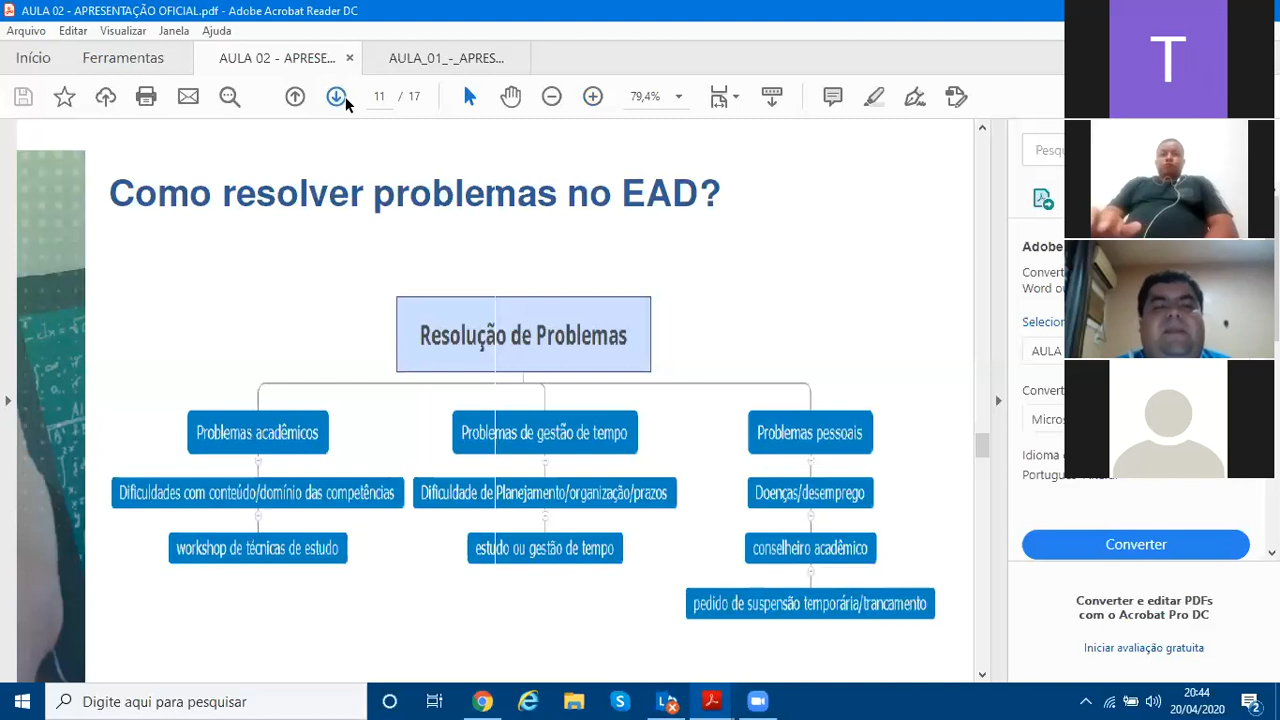 AULA 02 - APRESENTAÇÃO OFICIAL.pdf - Adobe Acrobat Reader DC
Arquivo Editar Visualizar Janela Ajuda
Início Ferramentas AULA 02 - APRESE... × AULA_01_-_APRES...
11 / 17 79,4%
T
Como resolver problemas no EAD?
Resolução de Problemas
Problemas acadêmicos Problemas de gestão de tempo Problemas pessoais
Dificuldades com conteúdo/domínio das competências Dificuldade de Planejamento/organização/prazos Doenças/desemprego
workshop de técnicas de estudo estudo ou gestão de tempo conselheiro acadêmico
pedido de suspensão temporária/trancamento
Pesqu
Adobe
Convert
Word ou
Selecion
AULA
Convert
Micros
Idioma d
Converter
Converter e editar PDFs
com o Acrobat Pro DC
Iniciar avaliação gratuita
Digite aqui para pesquisar
20:44
20/04/2020
2